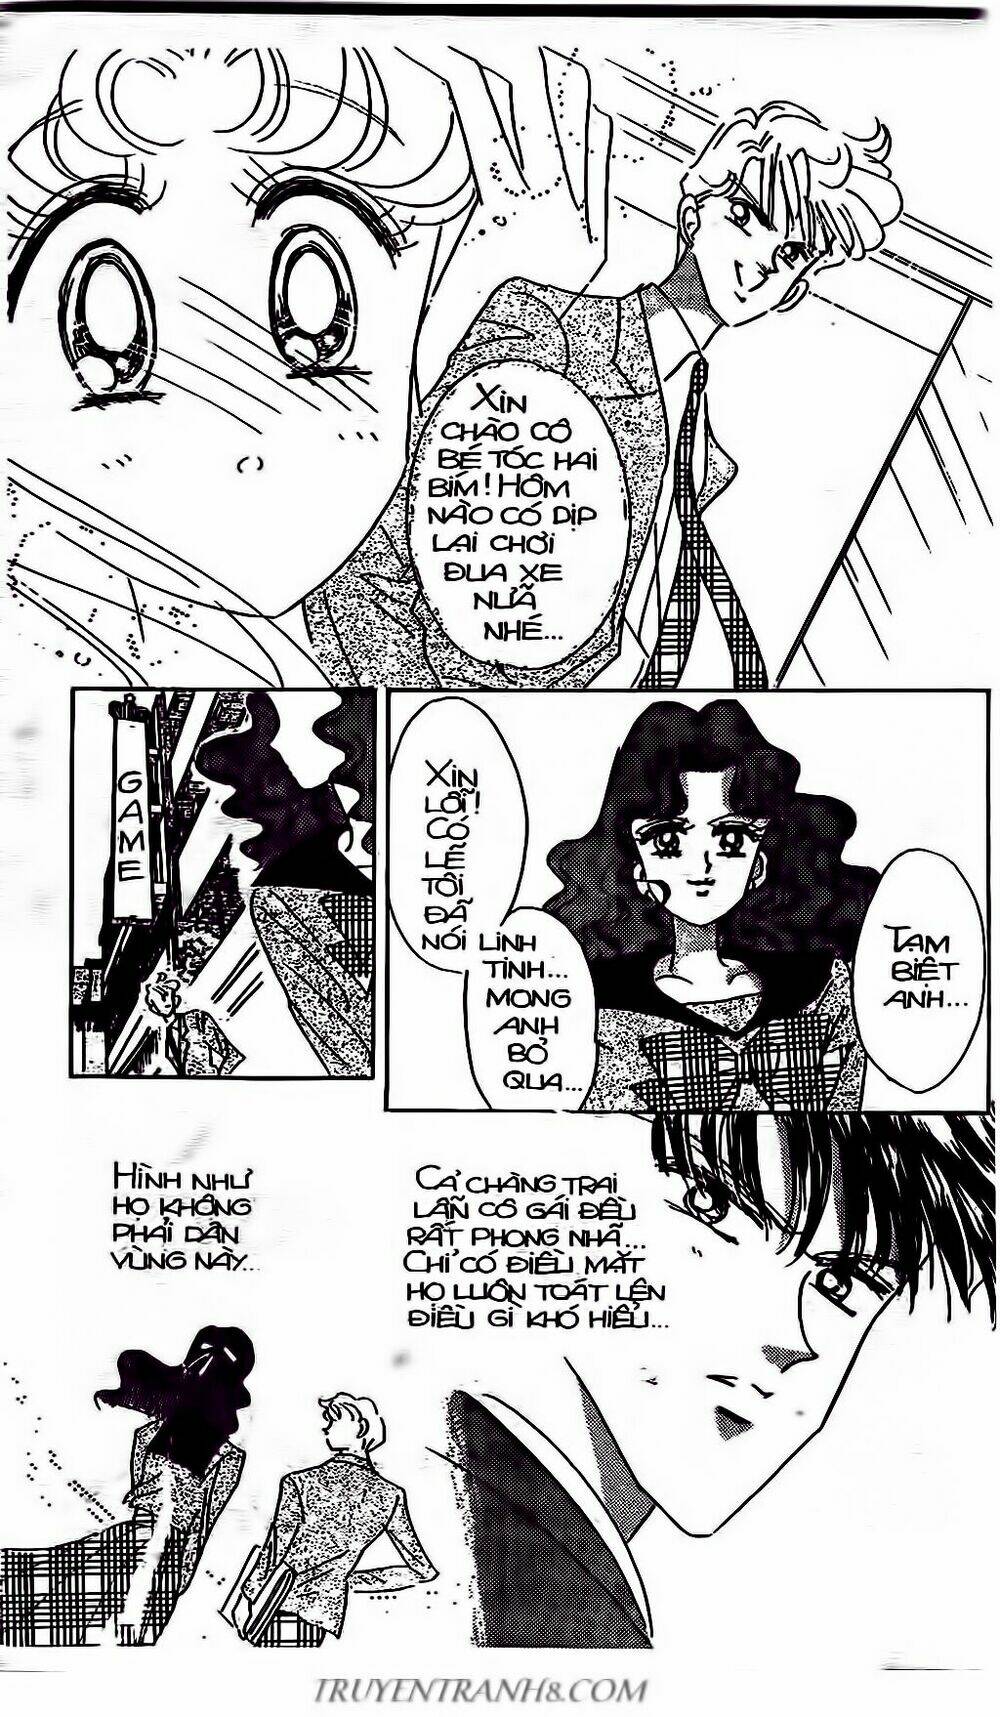 XIN
CHÀO CÔ
BÉ TÓC HAI
BÍM! HÔM
NÀO CÓ DỊP
LẠI CHƠI
ĐUA XE
NỮA
NHÉ...
GAME
XIN
LỖI!
CÓ
LẼ
TÔI
ĐÃ
NÓI
LINH
TINH...
MONG
ANH
BỎ
QUA...
TẠM
BIỆT
ANH...
HÌNH NHƯ
HỌ KHÔNG
PHẢI DÂN
VÙNG NÀY...
CẢ CHÀNG TRAI
LẪN CÔ GÁI ĐỀU
RẤT PHONG NHÃ...
CHỈ CÓ ĐIỀU MẶT
HỌ LUÔN TOÁT LÊN
ĐIỀU GÌ KHÓ HIỂU...
TRUYENTRANH8.COM